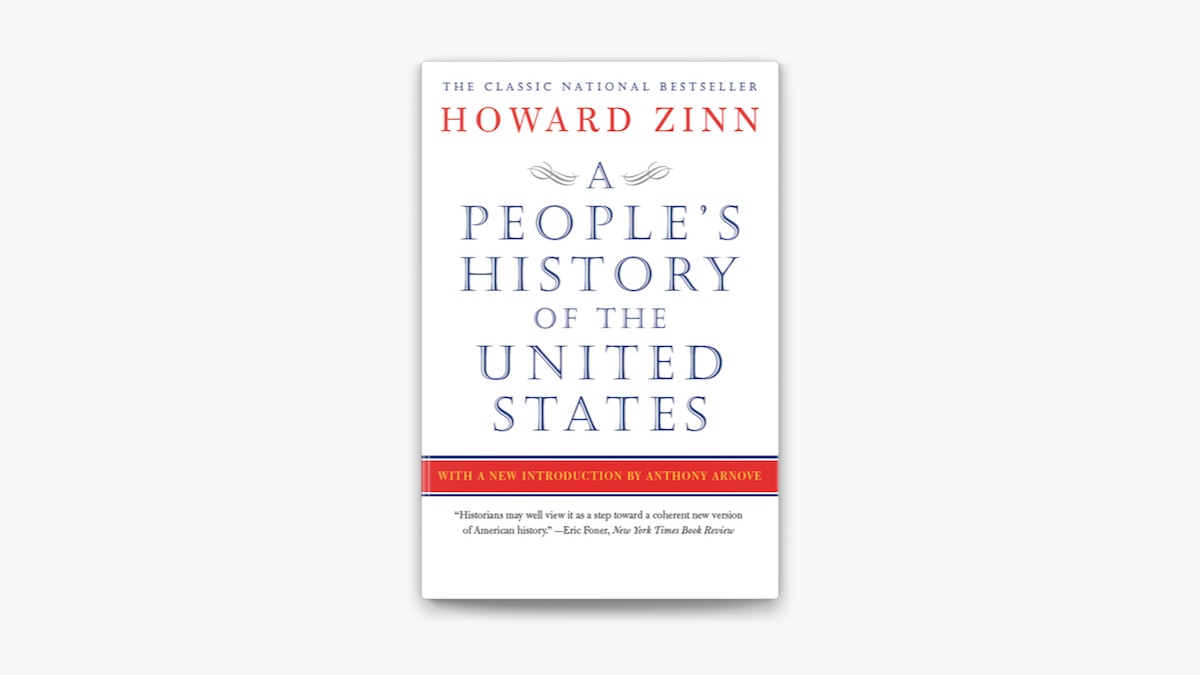 THE CLASSIC NATIONAL BESTSELLER
HOWARD ZINN
A
PEOPLE'S
HISTORY
OF THE
UNITED
STATES
WITH A NEW INTRODUCTION BY ANTHONY ARNOVE
“Historians may well view it as a step toward a coherent new version
of American history.” —Eric Foner, New York Times Book Review